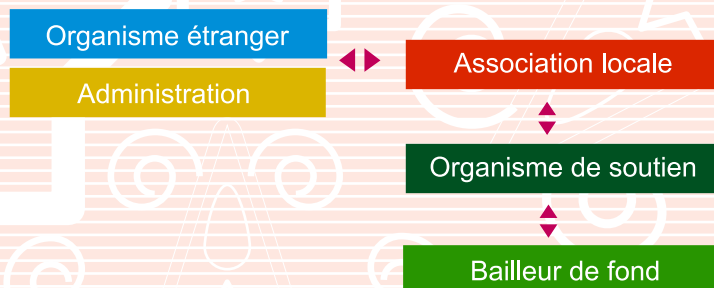 Organisme étranger
Administration
Association locale
Organisme de soutien
Bailleur de fond